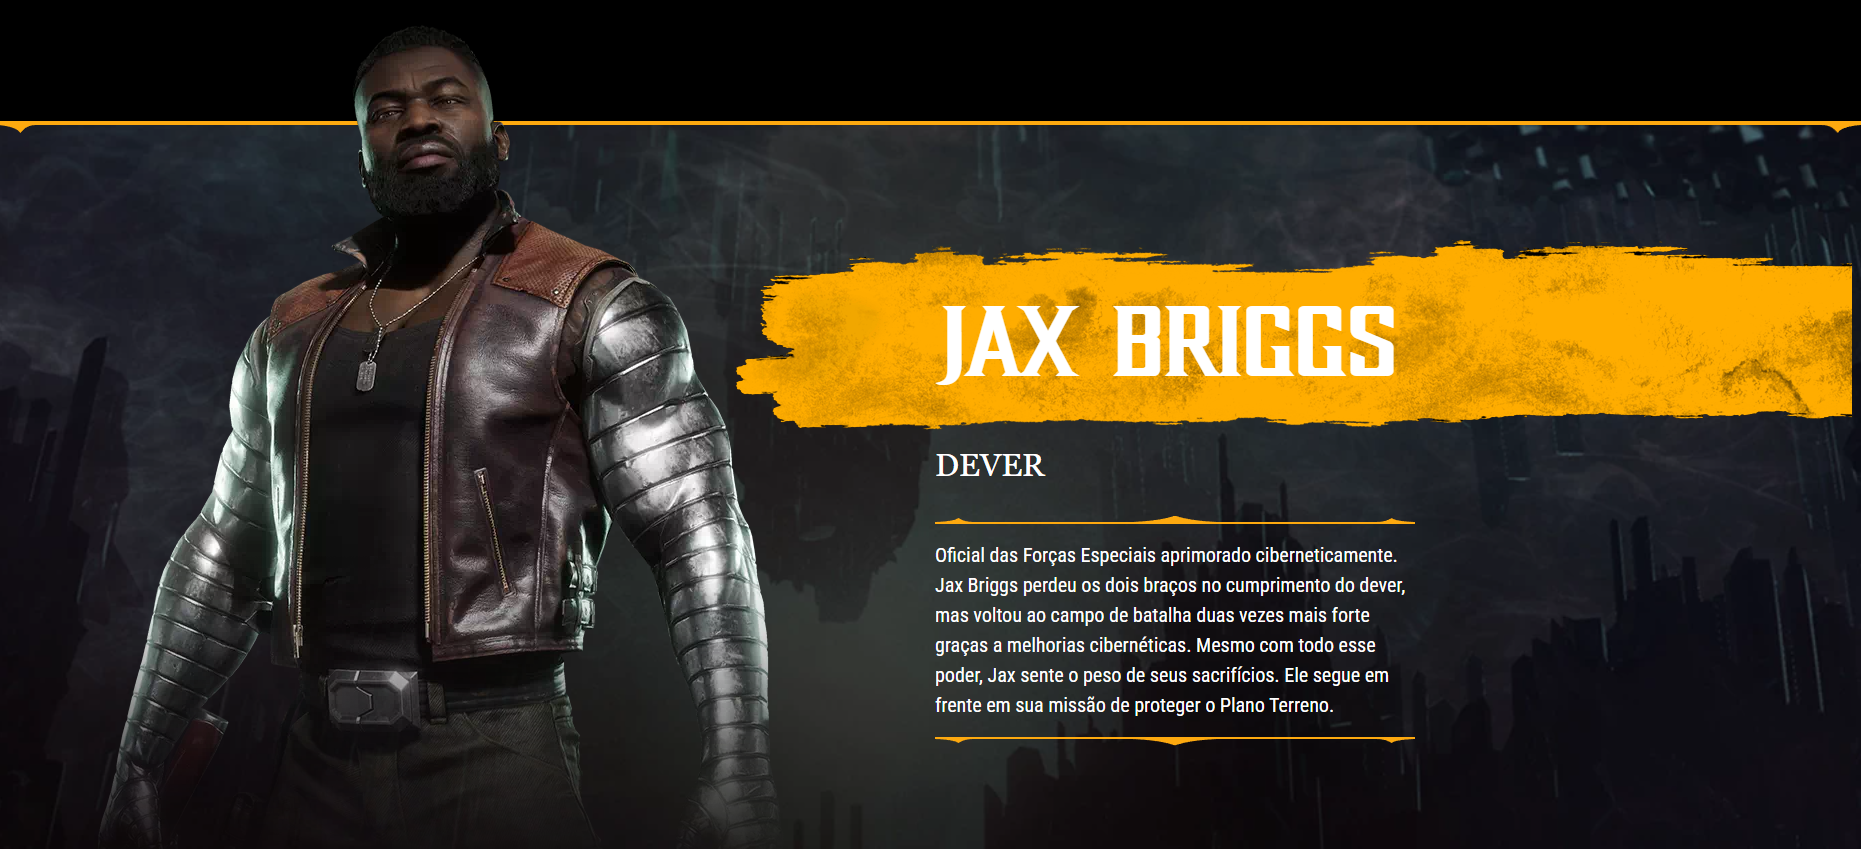 JAX BRIGGS
DEVER
Oficial das Forças Especiais aprimorado ciberneticamente.
Jax Briggs perdeu os dois braços no cumprimento do dever,
mas voltou ao campo de batalha duas vezes mais forte
graças a melhorias cibernéticas. Mesmo com todo esse
poder, Jax sente o peso de seus sacrifícios. Ele segue em
frente em sua missão de proteger o Plano Terreno.